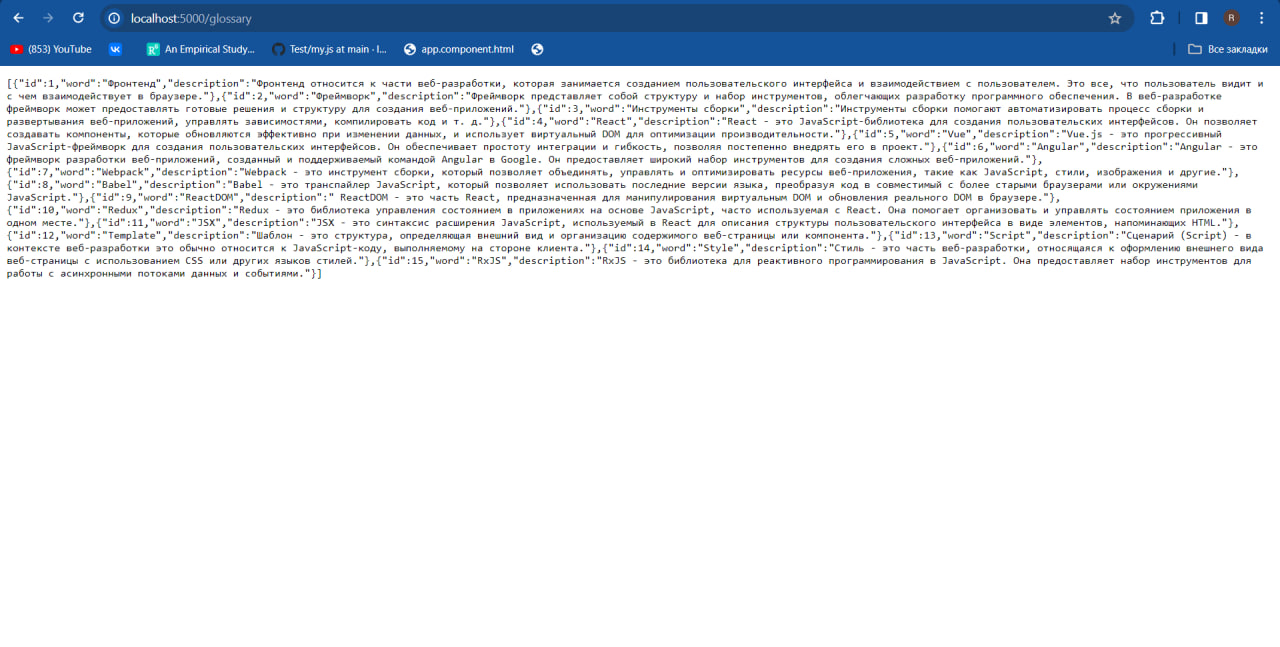 localhost:5000/glossary
R
(853) YouTube
An Empirical Study...
Test/my.js at main · l...
app.component.html
Все закладки
[{"id":1,"word":"Фронтенд","description":"Фронтенд относится к части веб-разработки, которая занимается созданием пользовательского интерфейса и взаимодействием с пользователем. Это все, что пользователь видит и
с чем взаимодействует в браузере."},{"id":2,"word":"Фреймворк","description":"Фреймворк представляет собой структуру и набор инструментов, облегчающих разработку программного обеспечения. В веб-разработке
фреймворк может предоставлять готовые решения и структуру для создания веб-приложений."},{"id":3,"word":"Инструменты сборки","description":"Инструменты сборки помогают автоматизировать процесс сборки и
развертывания веб-приложений, управлять зависимостями, компилировать код и т. д."},{"id":4,"word":"React","description":"React - это JavaScript-библиотека для создания пользовательских интерфейсов. Он позволяет
создавать компоненты, которые обновляются эффективно при изменении данных, и использует виртуальный DOM для оптимизации производительности."},{"id":5,"word":"Vue","description":"Vue.js - это прогрессивный
JavaScript-фреймворк для создания пользовательских интерфейсов. Он обеспечивает простоту интеграции и гибкость, позволяя постепенно внедрять его в проект."},{"id":6,"word":"Angular","description":"Angular - это
фреймворк разработки веб-приложений, созданный и поддерживаемый командой Angular в Google. Он предоставляет широкий набор инструментов для создания сложных веб-приложений."},
{"id":7,"word":"Webpack","description":"Webpack - это инструмент сборки, который позволяет объединять, управлять и оптимизировать ресурсы веб-приложения, такие как JavaScript, стили, изображения и другие."},
{"id":8,"word":"Babel","description":"Babel - это транспайлер JavaScript, который позволяет использовать последние версии языка, преобразуя код в совместимый с более старыми браузерами или окружениями
JavaScript."},{"id":9,"word":"ReactDOM","description":" ReactDOM - это часть React, предназначенная для манипулирования виртуальным DOM и обновления реального DOM в браузере."},
{"id":10,"word":"Redux","description":"Redux - это библиотека управления состоянием в приложениях на основе JavaScript, часто используемая с React. Она помогает организовать и управлять состоянием приложения в
одном месте."},{"id":11,"word":"JSX","description":"JSX - это синтаксис расширения JavaScript, используемый в React для описания структуры пользовательского интерфейса в виде элементов, напоминающих HTML."},
{"id":12,"word":"Template","description":"Шаблон - это структура, определяющая внешний вид и организацию содержимого веб-страницы или компонента."},{"id":13,"word":"Script","description":"Сценарий (Script) - в
контексте веб-разработки это обычно относится к JavaScript-коду, выполняемому на стороне клиента."},{"id":14,"word":"Style","description":"Стиль - это часть веб-разработки, относящаяся к оформлению внешнего вида
веб-страницы с использованием CSS или других языков стилей."},{"id":15,"word":"RxJS","description":"RxJS - это библиотека для реактивного программирования в JavaScript. Она предоставляет набор инструментов для
работы с асинхронными потоками данных и событиями."}]